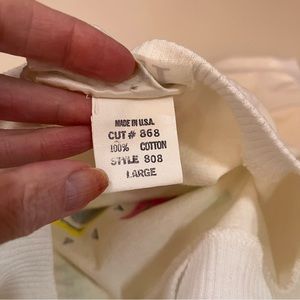 MADE IN U.S.A.
CUT # 868
100% COTTON
STYLE 808
LARGE